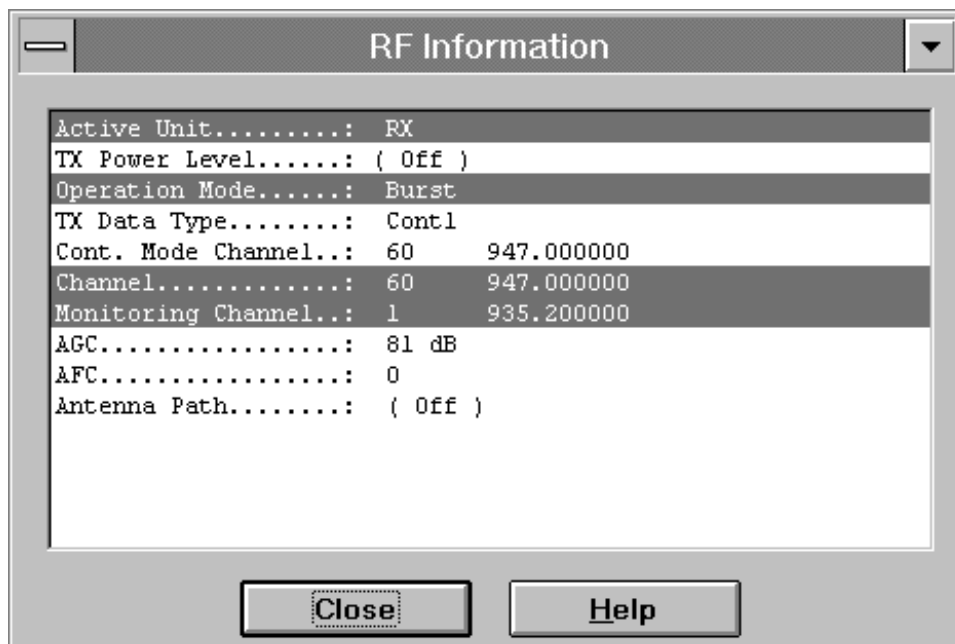 RF Information
Active Unit.........: RX
TX Power Level......: ( Off )
Operation Mode......: Burst
TX Data Type........: Cont1
Cont. Mode Channel..: 60 947.000000
Channel.............: 60 947.000000
Monitoring Channel..: 1 935.200000
AGC.................: 81 dB
AFC.................: 0
Antenna Path........: ( Off )
Close Help